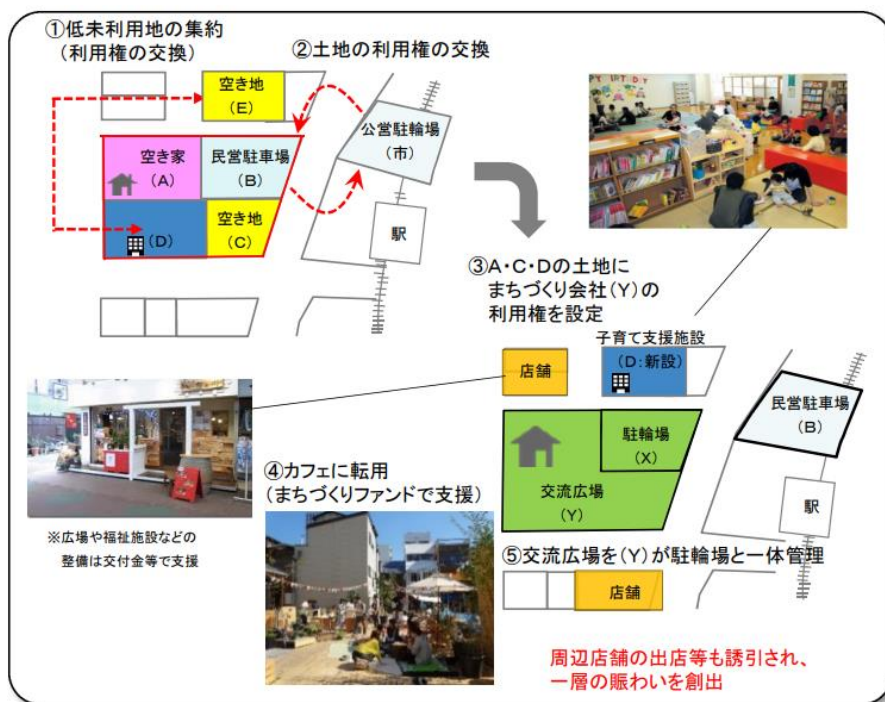 ①低未利用地の集約
(利用権の交換)
②土地の利用権の交換
空き地
(E)
公営駐輪場
(市)
空き家
(A)
民営駐車場
(B)
(D)
空き地
(C)
駅
③A・C・Dの土地に
まちづくり会社(Y)の
利用権を設定
子育て支援施設
(D:新設)
店舗
民営駐車場
(B)
駐輪場
(X)
交流広場
(Y)
駅
④カフェに転用
(まちづくりファンドで支援)
※広場や福祉施設などの
整備は交付金等で支援
⑤交流広場を(Y)が駐輪場と一体管理
店舗
周辺店舗の出店等も誘引され、
一層の賑わいを創出